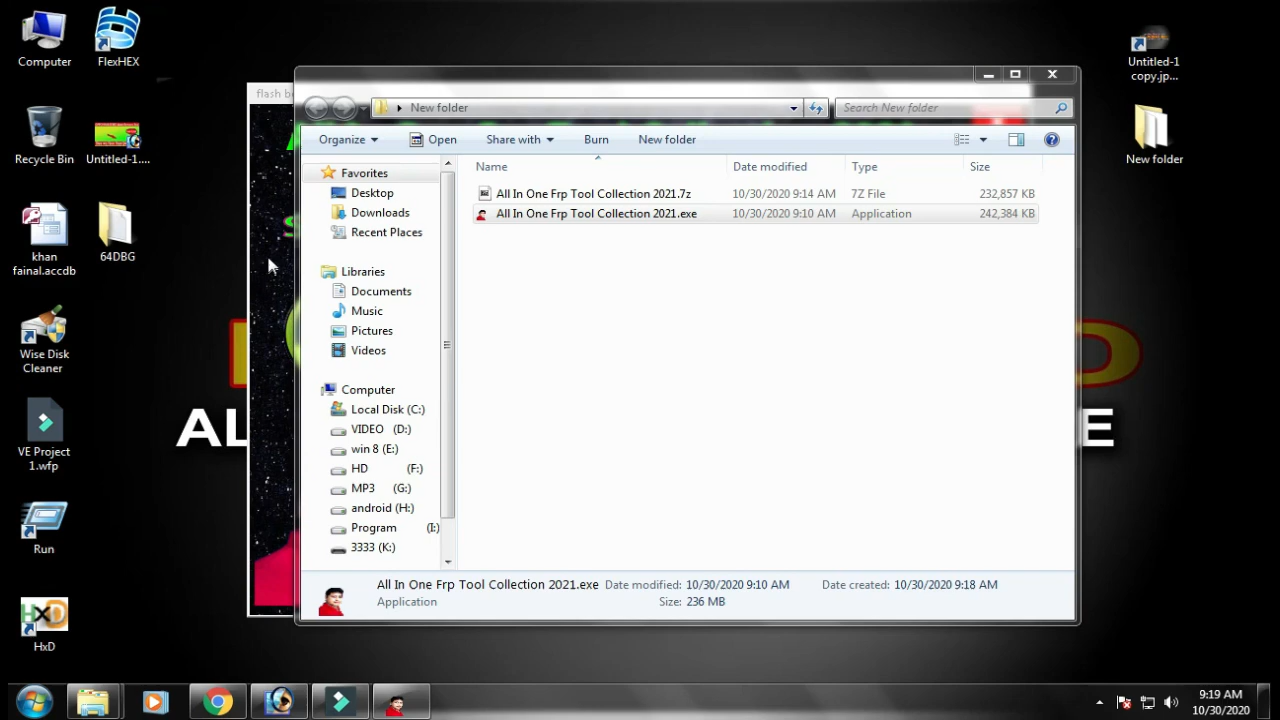 Computer
FlexHEX
Recycle Bin
Untitled-1....
khan
fainal.accdb
64DBG
Wise Disk
Cleaner
VE Project
1.wfp
Run
HxD
Untitled-1
copy.jp...
New folder
flash b
New folder
Search New folder
Organize
Open
Share with
Burn
New folder
Name
Date modified
Type
Size
All In One Frp Tool Collection 2021.7z
10/30/2020 9:14 AM
7Z File
232,857 KB
All In One Frp Tool Collection 2021.exe
10/30/2020 9:10 AM
Application
242,384 KB
Favorites
Desktop
Downloads
Recent Places
Libraries
Documents
Music
Pictures
Videos
Computer
Local Disk (C:)
VIDEO (D:)
win 8 (E:)
HD (F:)
MP3 (G:)
android (H:)
Program (I:)
3333 (K:)
All In One Frp Tool Collection 2021.exe
Date modified: 10/30/2020 9:10 AM
Date created: 10/30/2020 9:18 AM
Application
Size: 236 MB
AL
E
9:19 AM
10/30/2020